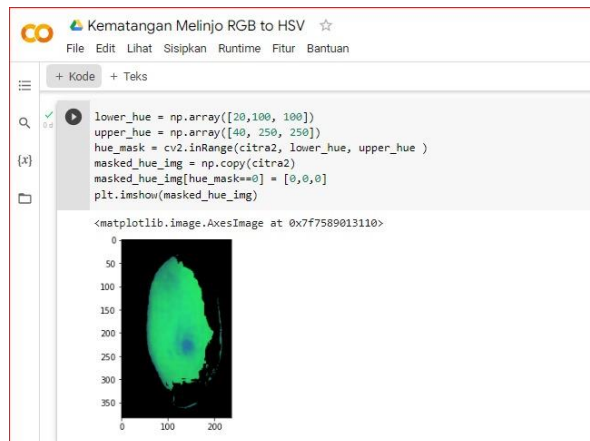 Kematangan Melinjo RGB to HSV
File Edit Lihat Sisipkan Runtime Fitur Bantuan
+ Kode + Teks
lower_hue = np.array([20,100, 100])
upper_hue = np.array([40, 250, 250])
hue_mask = cv2.inRange(citra2, lower_hue, upper_hue )
masked_hue_img = np.copy(citra2)
masked_hue_img[hue_mask==0] = [0,0,0]
plt.imshow(masked_hue_img)
{x}
<matplotlib.image.AxesImage at 0x7f7589013110>
0
50
100
150
200
250
300
350
0 100 200